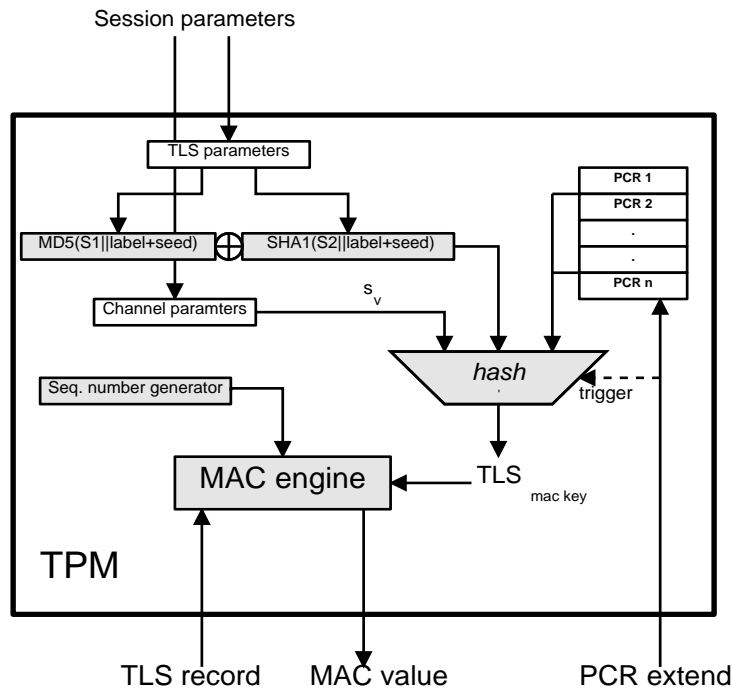 Session parameters
TLS parameters
PCR 1
PCR 2
.
.
PCR n
MD5(S1||label+seed)
SHA1(S2||label+seed)
Channel paramters
s
v
hash
trigger
Seq. number generator
MAC engine
TLS
mac key
TPM
TLS record
MAC value
PCR extend